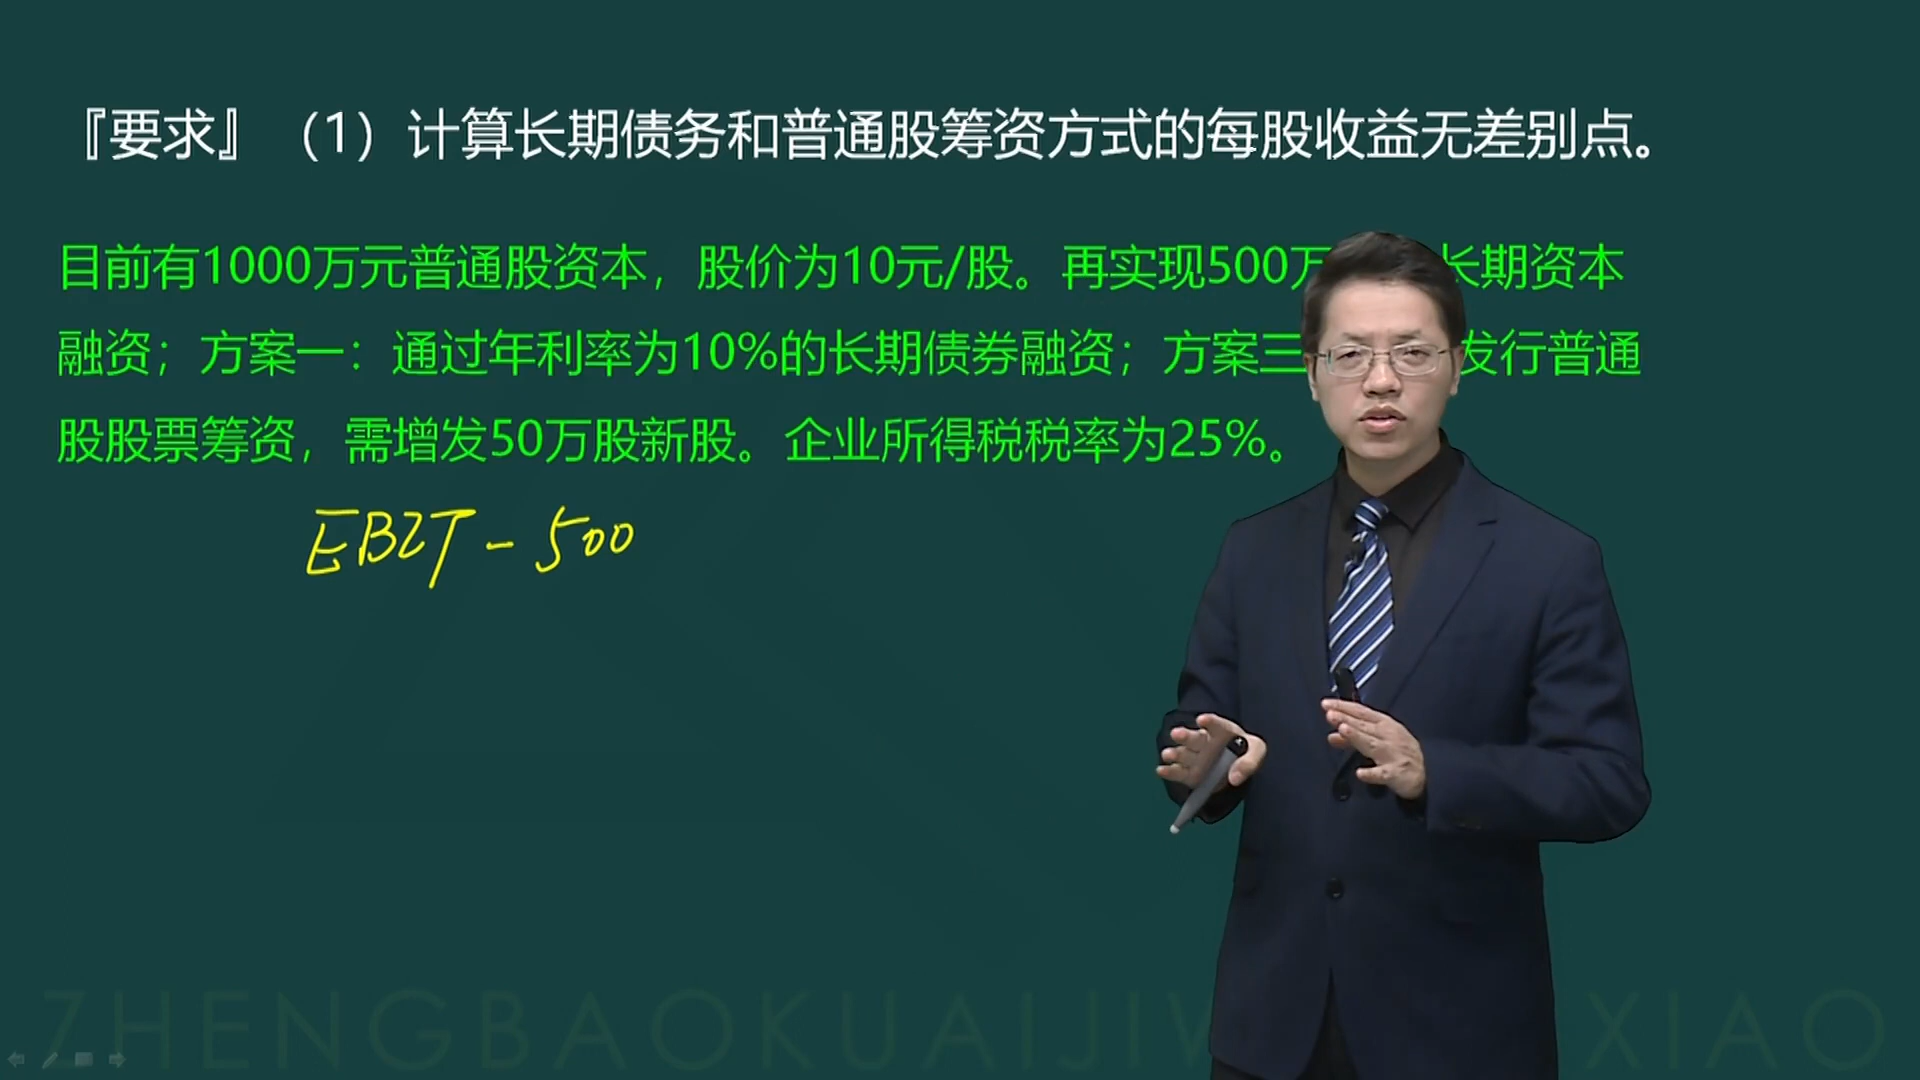 『要求』（1）计算长期债务和普通股筹资方式的每股收益无差别点。
目前有1000万元普通股资本，股价为10元/股。再实现500万 长期资本
融资；方案一：通过年利率为10%的长期债券融资；方案三 发行普通
股股票筹资，需增发50万股新股。企业所得税税率为25%。
EBIT-500
ZHENGBAOKUAIJIW XIAO